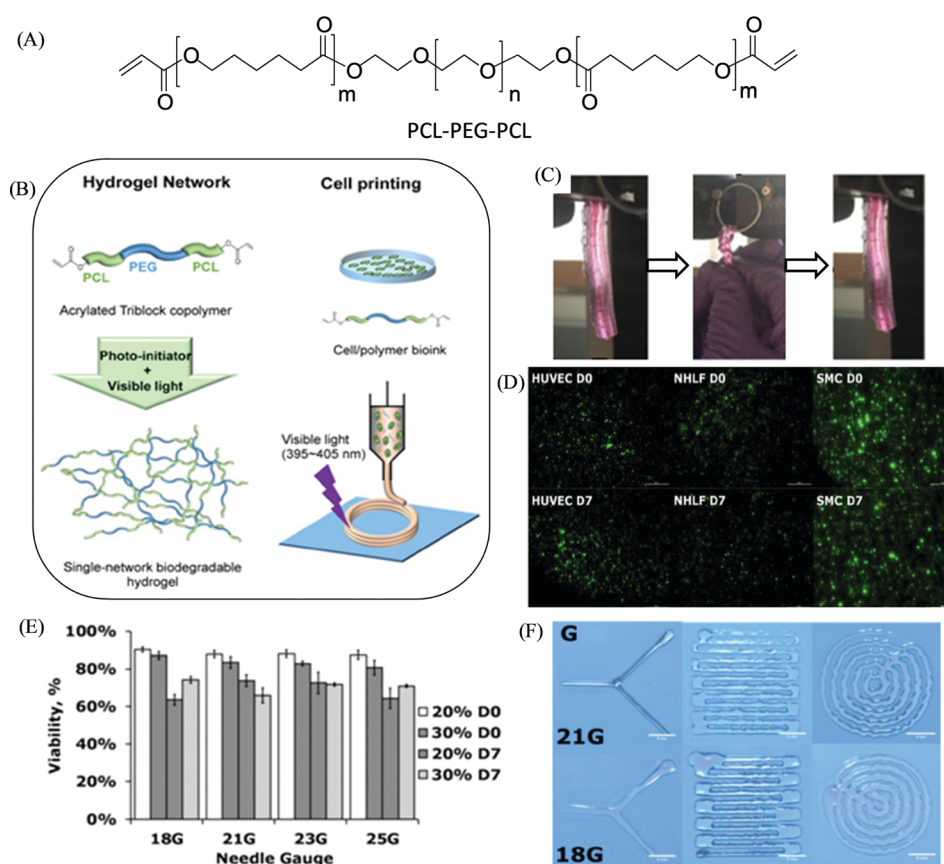 (A)
O
O
O
O
O
O
O
O
m
n
O
O
m
O
PCL-PEG-PCL
(B)
Hydrogel Network
Cell printing
O
O
PCL
PEG
PCL
O
O
Acrylated Triblock copolymer
Cell/polymer bioink
Photo-initiator
+
Visible light
Visible light
(395~405 nm)
Single-network biodegradable
hydrogel
(C)
(D)
HUVEC D0
NHLF D0
SMC D0
HUVEC D7
NHLF D7
SMC D7
(E)
100%
80%
60%
40%
20%
0%
Viability, %
20% D0
30% D0
20% D7
30% D7
18G
21G
23G
25G
Needle Gauge
(F)
G
21G
18G